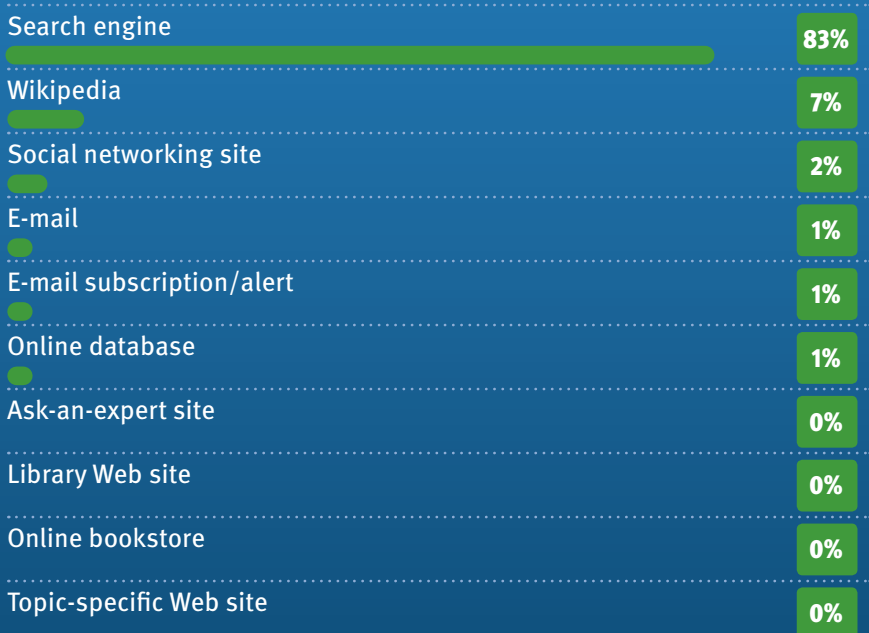 Search engine
83%
Wikipedia
7%
Social networking site
2%
E-mail
1%
E-mail subscription/alert
1%
Online database
1%
Ask-an-expert site
0%
Library Web site
0%
Online bookstore
0%
Topic-specific Web site
0%